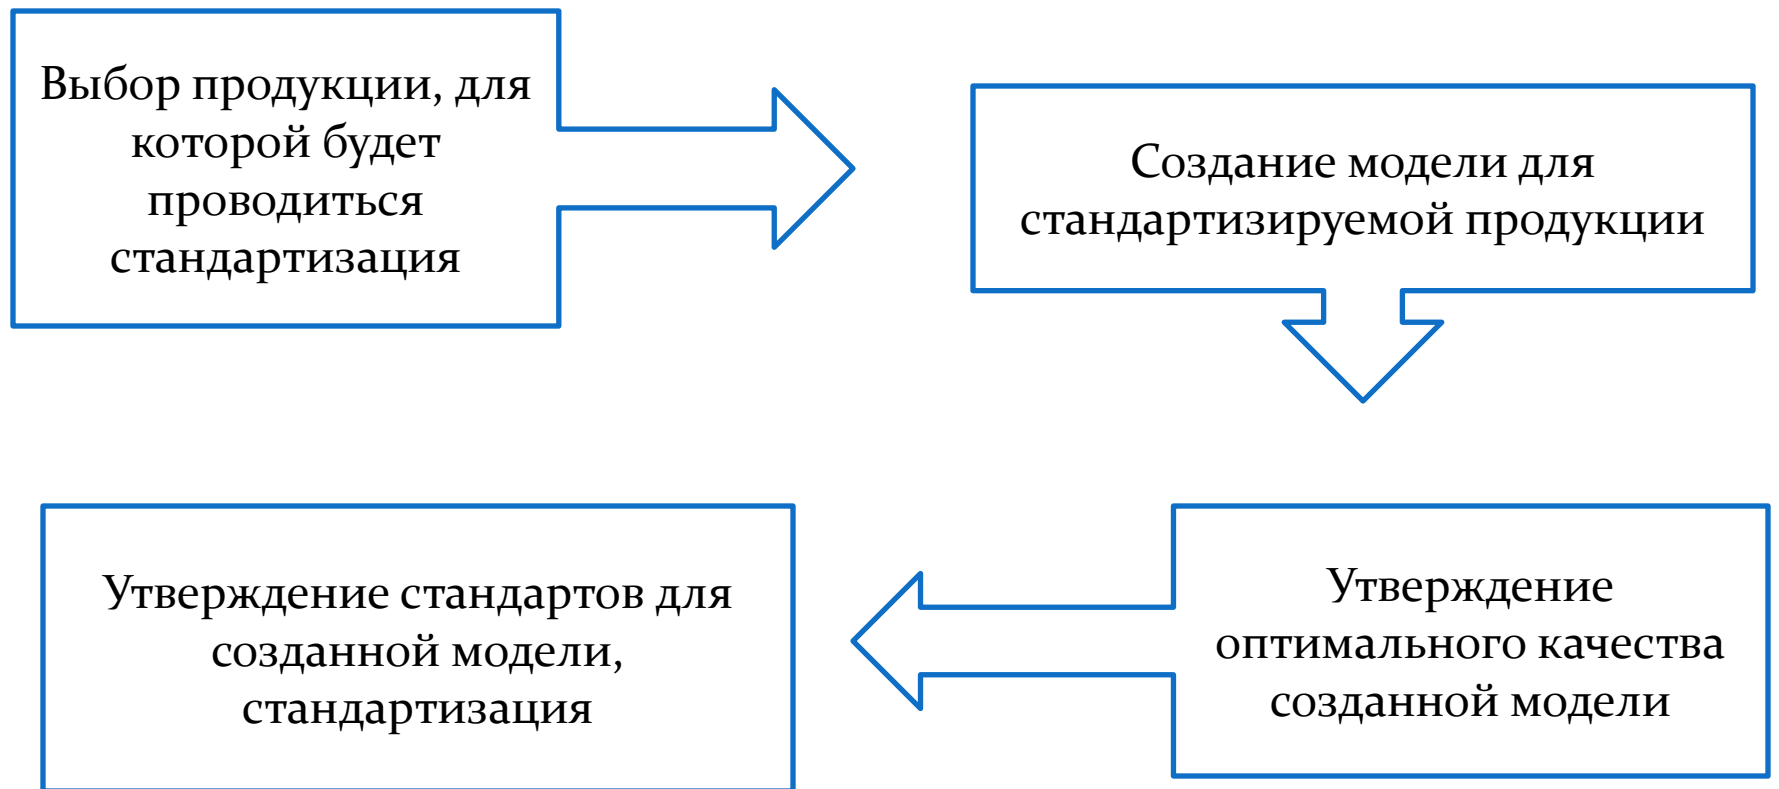 Выбор продукции, для
которой будет
проводиться
стандартизация
Создание модели для
стандартизируемой продукции
Утверждение
оптимального качества
созданной модели
Утверждение стандартов для
созданной модели,
стандартизация